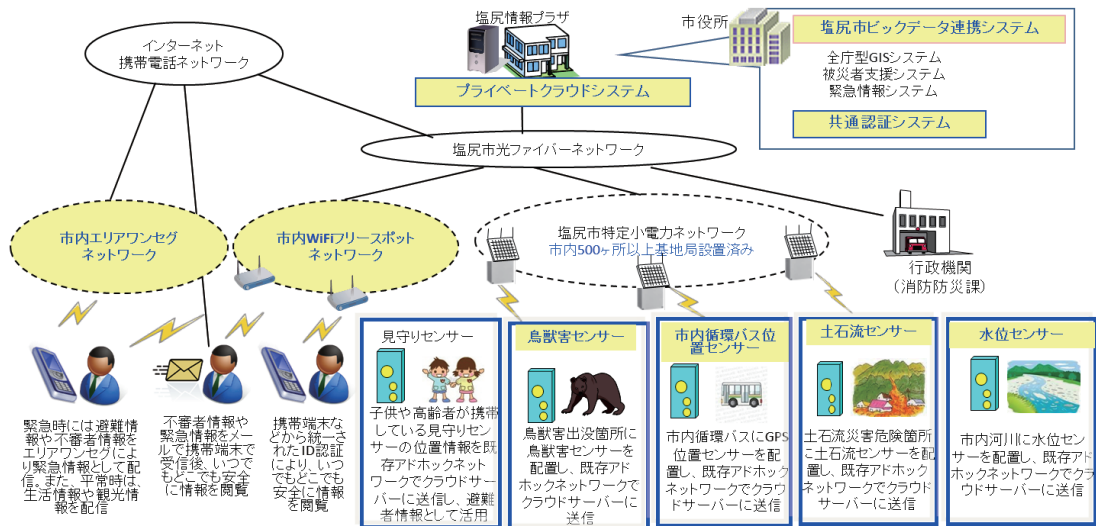 インターネット
携帯電話ネットワーク
塩尻情報プラザ
プライベートクラウドシステム
市役所
塩尻市ビックデータ連携システム
全庁型GISシステム
被災者支援システム
緊急情報システム
共通認証システム
塩尻市光ファイバーネットワーク
市内エリアワンセグ
ネットワーク
市内WiFiフリースポット
ネットワーク
塩尻市特定小電力ネットワーク
市内500ヶ所以上基地局設置済み
行政機関
（消防防災課）
緊急時には避難情
報や不審者情報を
エリアワンセグによ
り緊急情報として配
信。また、平常時は、
生活情報や観光情
報を配信
不審者情報や
緊急情報をメー
ルで携帯端末で
受信後、いつで
もどこでも安全
に情報を閲覧
携帯端末な
どから統一さ
れたID認証
により、いつ
でもどこでも
安全に情報
を閲覧
見守りセンサー
子供や高齢者が携帯
している見守りセン
サーの位置情報を既
存アドホックネット
ワークでクラウドサー
バーに送信し、避難
者情報として活用
鳥獣害センサー
鳥獣害出没箇所に
鳥獣害センサー
を配置し、既存アド
ホックネットワークで
クラウドサーバーに
送信
市内循環バス位
置センサー
市内循環バスにGPS
位置センサーを配
置し、既存アドホック
ネットワークでクラウ
ドサーバーに送信
土石流センサー
土石流災害危険箇所
に土石流センサーを配
置し、既存アドホック
ネットワークでクラウ
ドサーバーに送信
水位センサー
市内河川に水位セン
サーを配置し、既存アド
ホックネットワークでクラ
ウドサーバーに送信